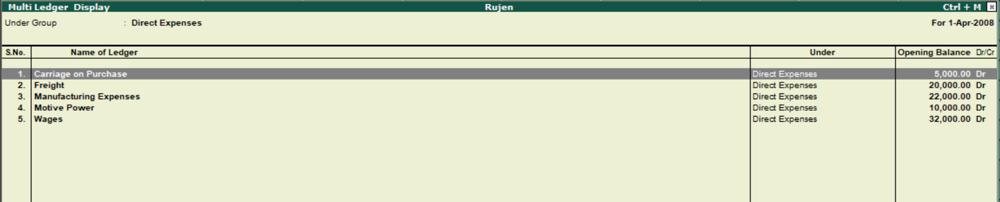 Multi Ledger Display Rujen Ctrl + M
Under Group : Direct Expenses For 1-Apr-2008
S.No. Name of Ledger Under Opening Balance Dr/Cr
1. Carriage on Purchase Direct Expenses 5,000.00 Dr
2. Freight Direct Expenses 20,000.00 Dr
3. Manufacturing Expenses Direct Expenses 22,000.00 Dr
4. Motive Power Direct Expenses 10,000.00 Dr
5. Wages Direct Expenses 32,000.00 Dr